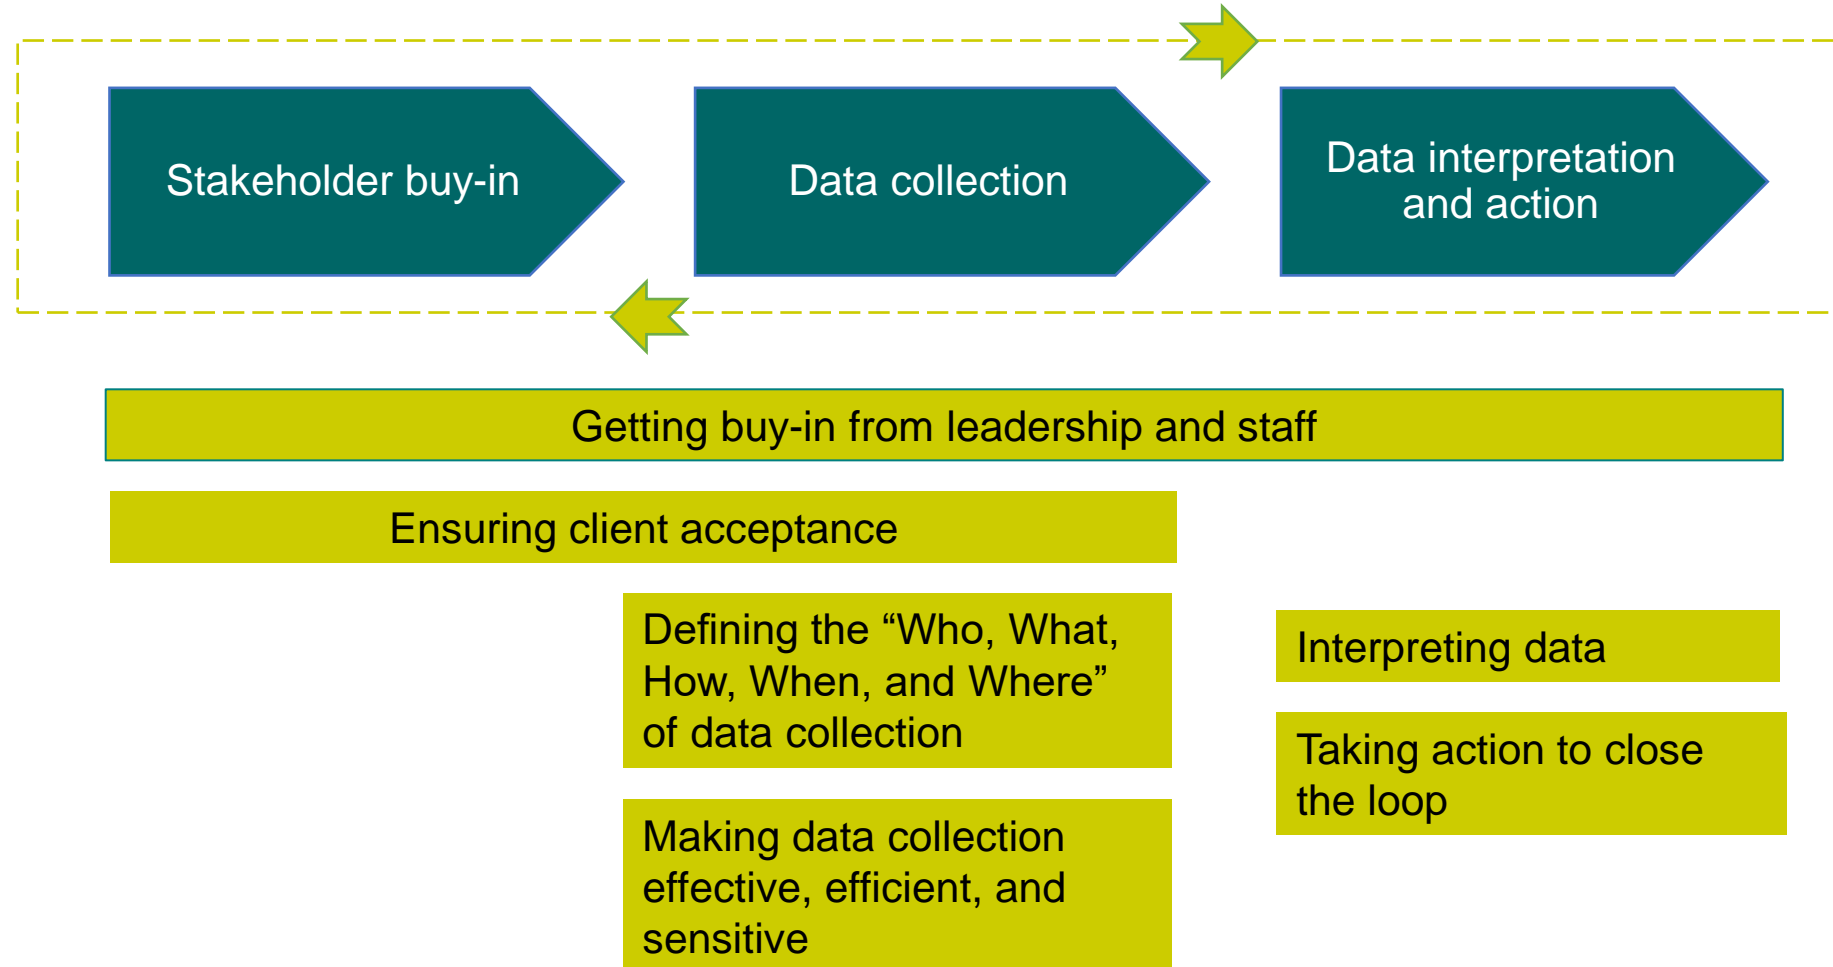 Stakeholder buy-in
Data collection
Data interpretation
and action
Getting buy-in from leadership and staff
Ensuring client acceptance
Defining the “Who, What,
How, When, and Where”
of data collection
Making data collection
effective, efficient, and
sensitive
Interpreting data
Taking action to close
the loop